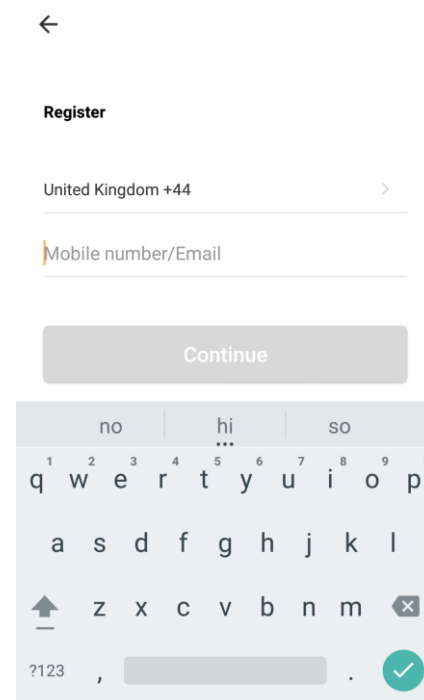 Register
United Kingdom +44
Mobile number/Email
Continue
no hi so
1 2 3 4 5 6 7 8 9
q w e r t y u i o p
a s d f g h j k l
z x c v b n m
?123 , .